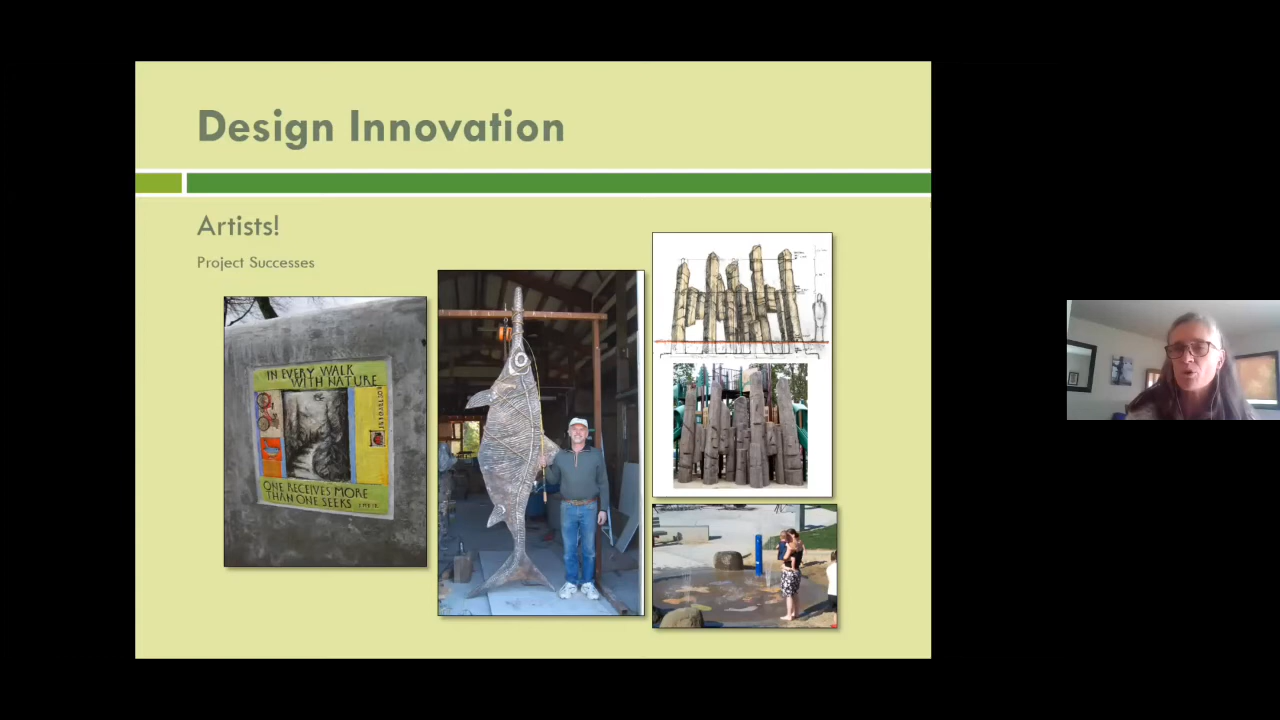 Design Innovation
Artists!
Project Successes
IN EVERY WALK
WITH NATURE
ONE RECEIVES MORE
THAN ONE SEEKS